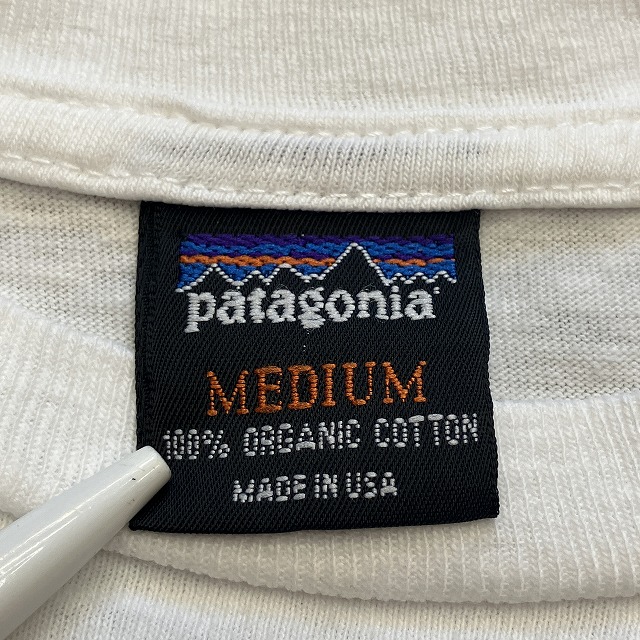 patagonia
MEDIUM
100% ORGANIC COTTON
MADE IN USA